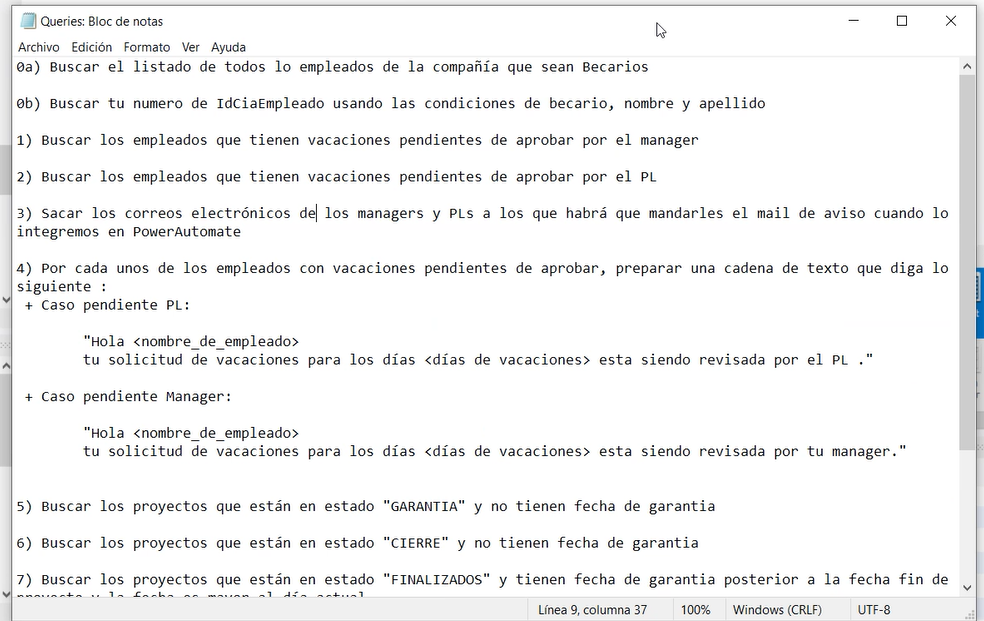 Queries: Bloc de notas
Archivo Edición Formato Ver Ayuda
0a) Buscar el listado de todos lo empleados de la compañía que sean Becarios
0b) Buscar tu numero de IdCiaEmpleado usando las condiciones de becario, nombre y apellido
1) Buscar los empleados que tienen vacaciones pendientes de aprobar por el manager
2) Buscar los empleados que tienen vacaciones pendientes de aprobar por el PL
3) Sacar los correos electrónicos de los managers y PLs a los que habrá que mandarles el mail de aviso cuando lo
integremos en PowerAutomate
4) Por cada unos de los empleados con vacaciones pendientes de aprobar, preparar una cadena de texto que diga lo
siguiente :
+ Caso pendiente PL:
"Hola <nombre_de_empleado>
tu solicitud de vacaciones para los días <días de vacaciones> esta siendo revisada por el PL ."
+ Caso pendiente Manager:
"Hola <nombre_de_empleado>
tu solicitud de vacaciones para los días <días de vacaciones> esta siendo revisada por tu manager."
5) Buscar los proyectos que están en estado "GARANTIA" y no tienen fecha de garantia
6) Buscar los proyectos que están en estado "CIERRE" y no tienen fecha de garantia
7) Buscar los proyectos que están en estado "FINALIZADOS" y tienen fecha de garantia posterior a la fecha fin de
proyecto y la fecha es mayor al día actual
Línea 9, columna 37 100% Windows (CRLF) UTF-8